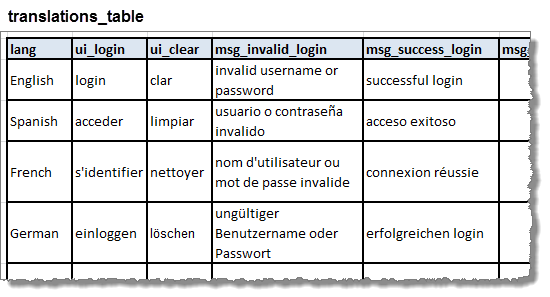 translations_table
lang ui_login ui_clear msg_invalid_login msg_success_login msg
English login clar invalid username or password successful login
Spanish acceder limpiar usuario o contraseña invalido acceso exitoso
French s'identifier nettoyer nom d'utilisateur ou mot de passe invalide connexion réussie
German einloggen löschen ungültiger Benutzername oder Passwort erfolgreichen login